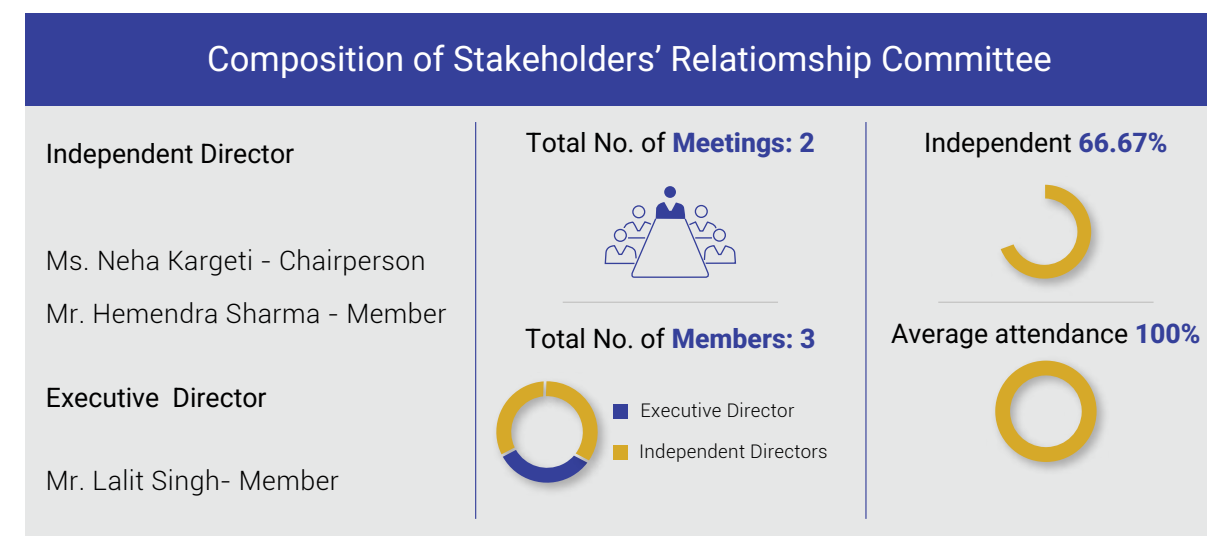 Composition of Stakeholders’ Relatiomship Committee
Independent Director
Ms. Neha Kargeti - Chairperson
Mr. Hemendra Sharma - Member
Executive Director
Mr. Lalit Singh- Member
Total No. of Meetings: 2
Total No. of Members: 3
Executive Director
Independent Directors
Independent 66.67%
Average attendance 100%